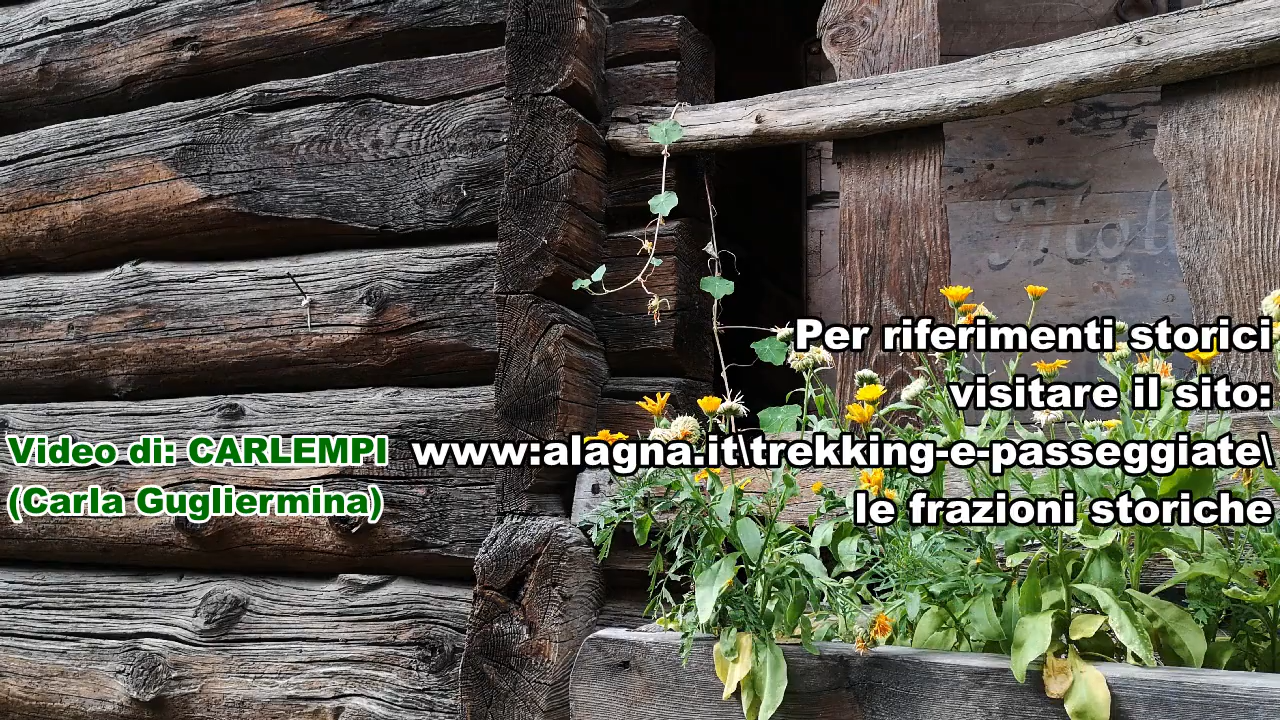 Per riferimenti storici
visitare il sito:
www:alagna.it\trekking-e-passeggiate\
le frazioni storiche
Video di: CARLEMPI
(Carla Gugliermina)